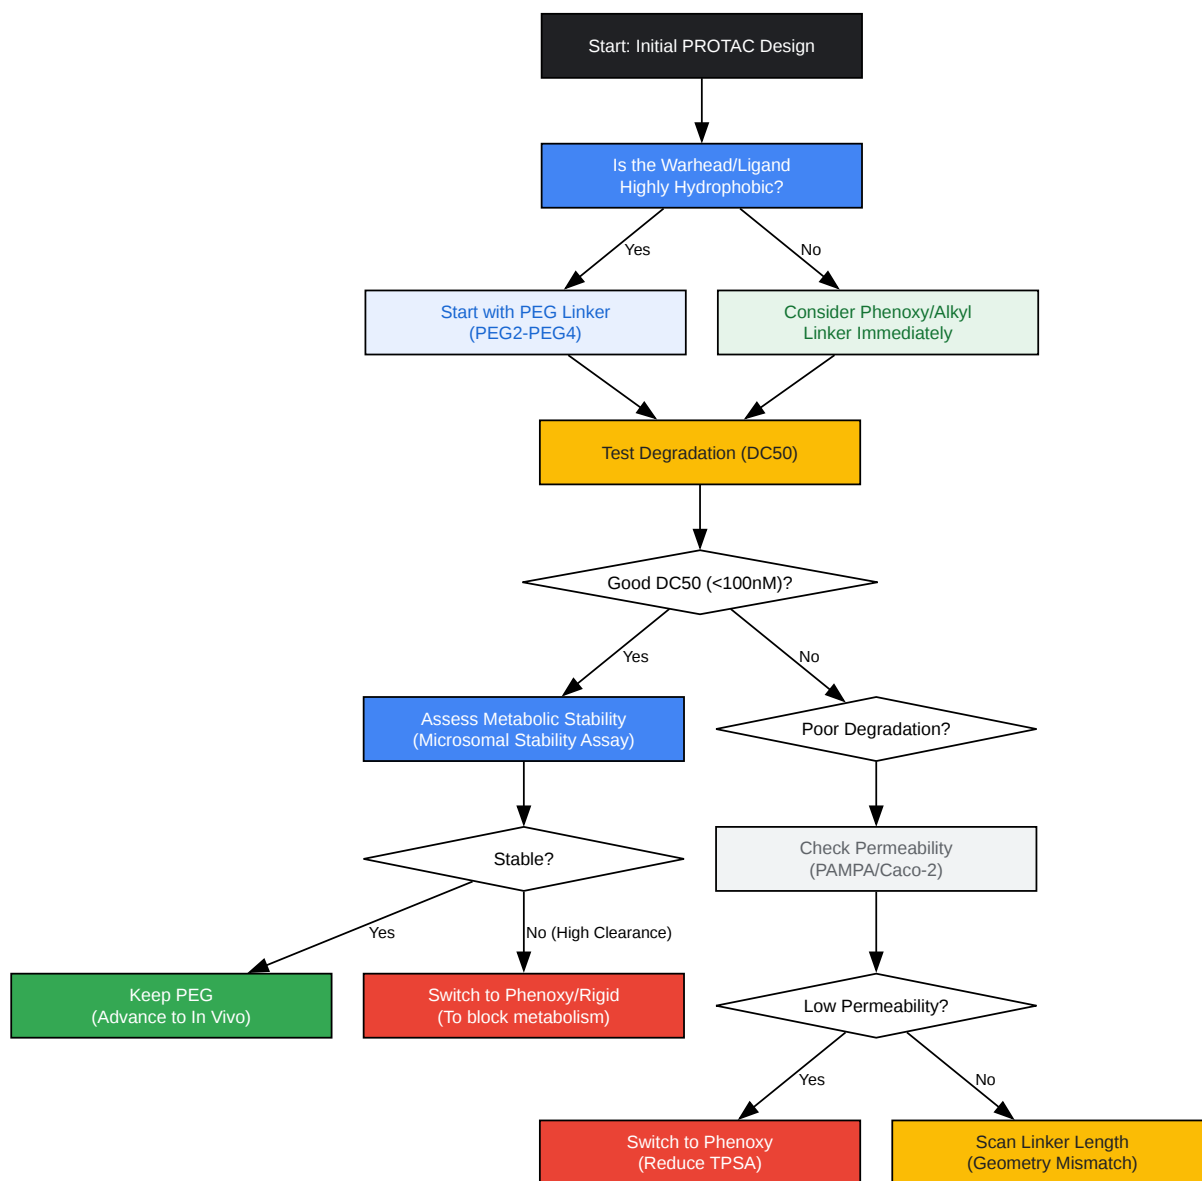 Start: Initial PROTAC Design
Is the Warhead/Ligand
Highly Hydrophobic?
Yes
No
Start with PEG Linker
(PEG2-PEG4)
Consider Phenoxy/Alkyl
Linker Immediately
Test Degradation (DC50)
Good DC50 (<100nM)?
Yes
No
Assess Metabolic Stability
(Microsomal Stability Assay)
Poor Degradation?
Stable?
Check Permeability
(PAMPA/Caco-2)
Yes
No (High Clearance)
Keep PEG
(Advance to In Vivo)
Switch to Phenoxy/Rigid
(To block metabolism)
Low Permeability?
Yes
No
Switch to Phenoxy
(Reduce TPSA)
Scan Linker Length
(Geometry Mismatch)